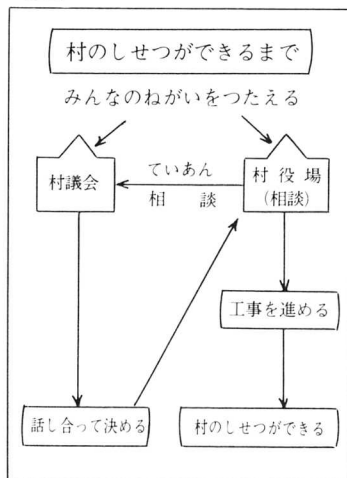 村のしせつができるまで
みんなのねがいをつたえる
村議会
ていあん
相談
村役場
(相談)
工事を進める
話し合って決める
村のしせつができる